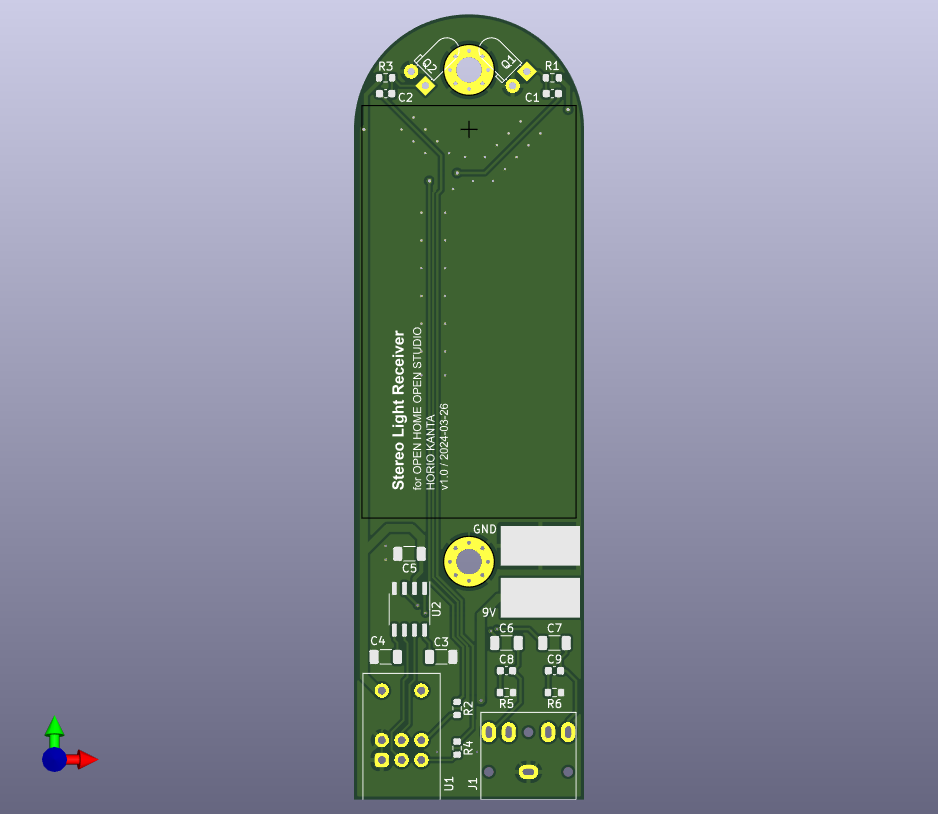 R3
Q2
Q1
R1
C2
C1
Stereo Light Receiver
for OPEN HOME OPEN STUDIO
HORIO KANTA
v1.0 / 2024-03-26
GND
C5
9V
U2
C6
C7
C4
C3
C8
C9
R5
R6
R2
R4
U1
J1